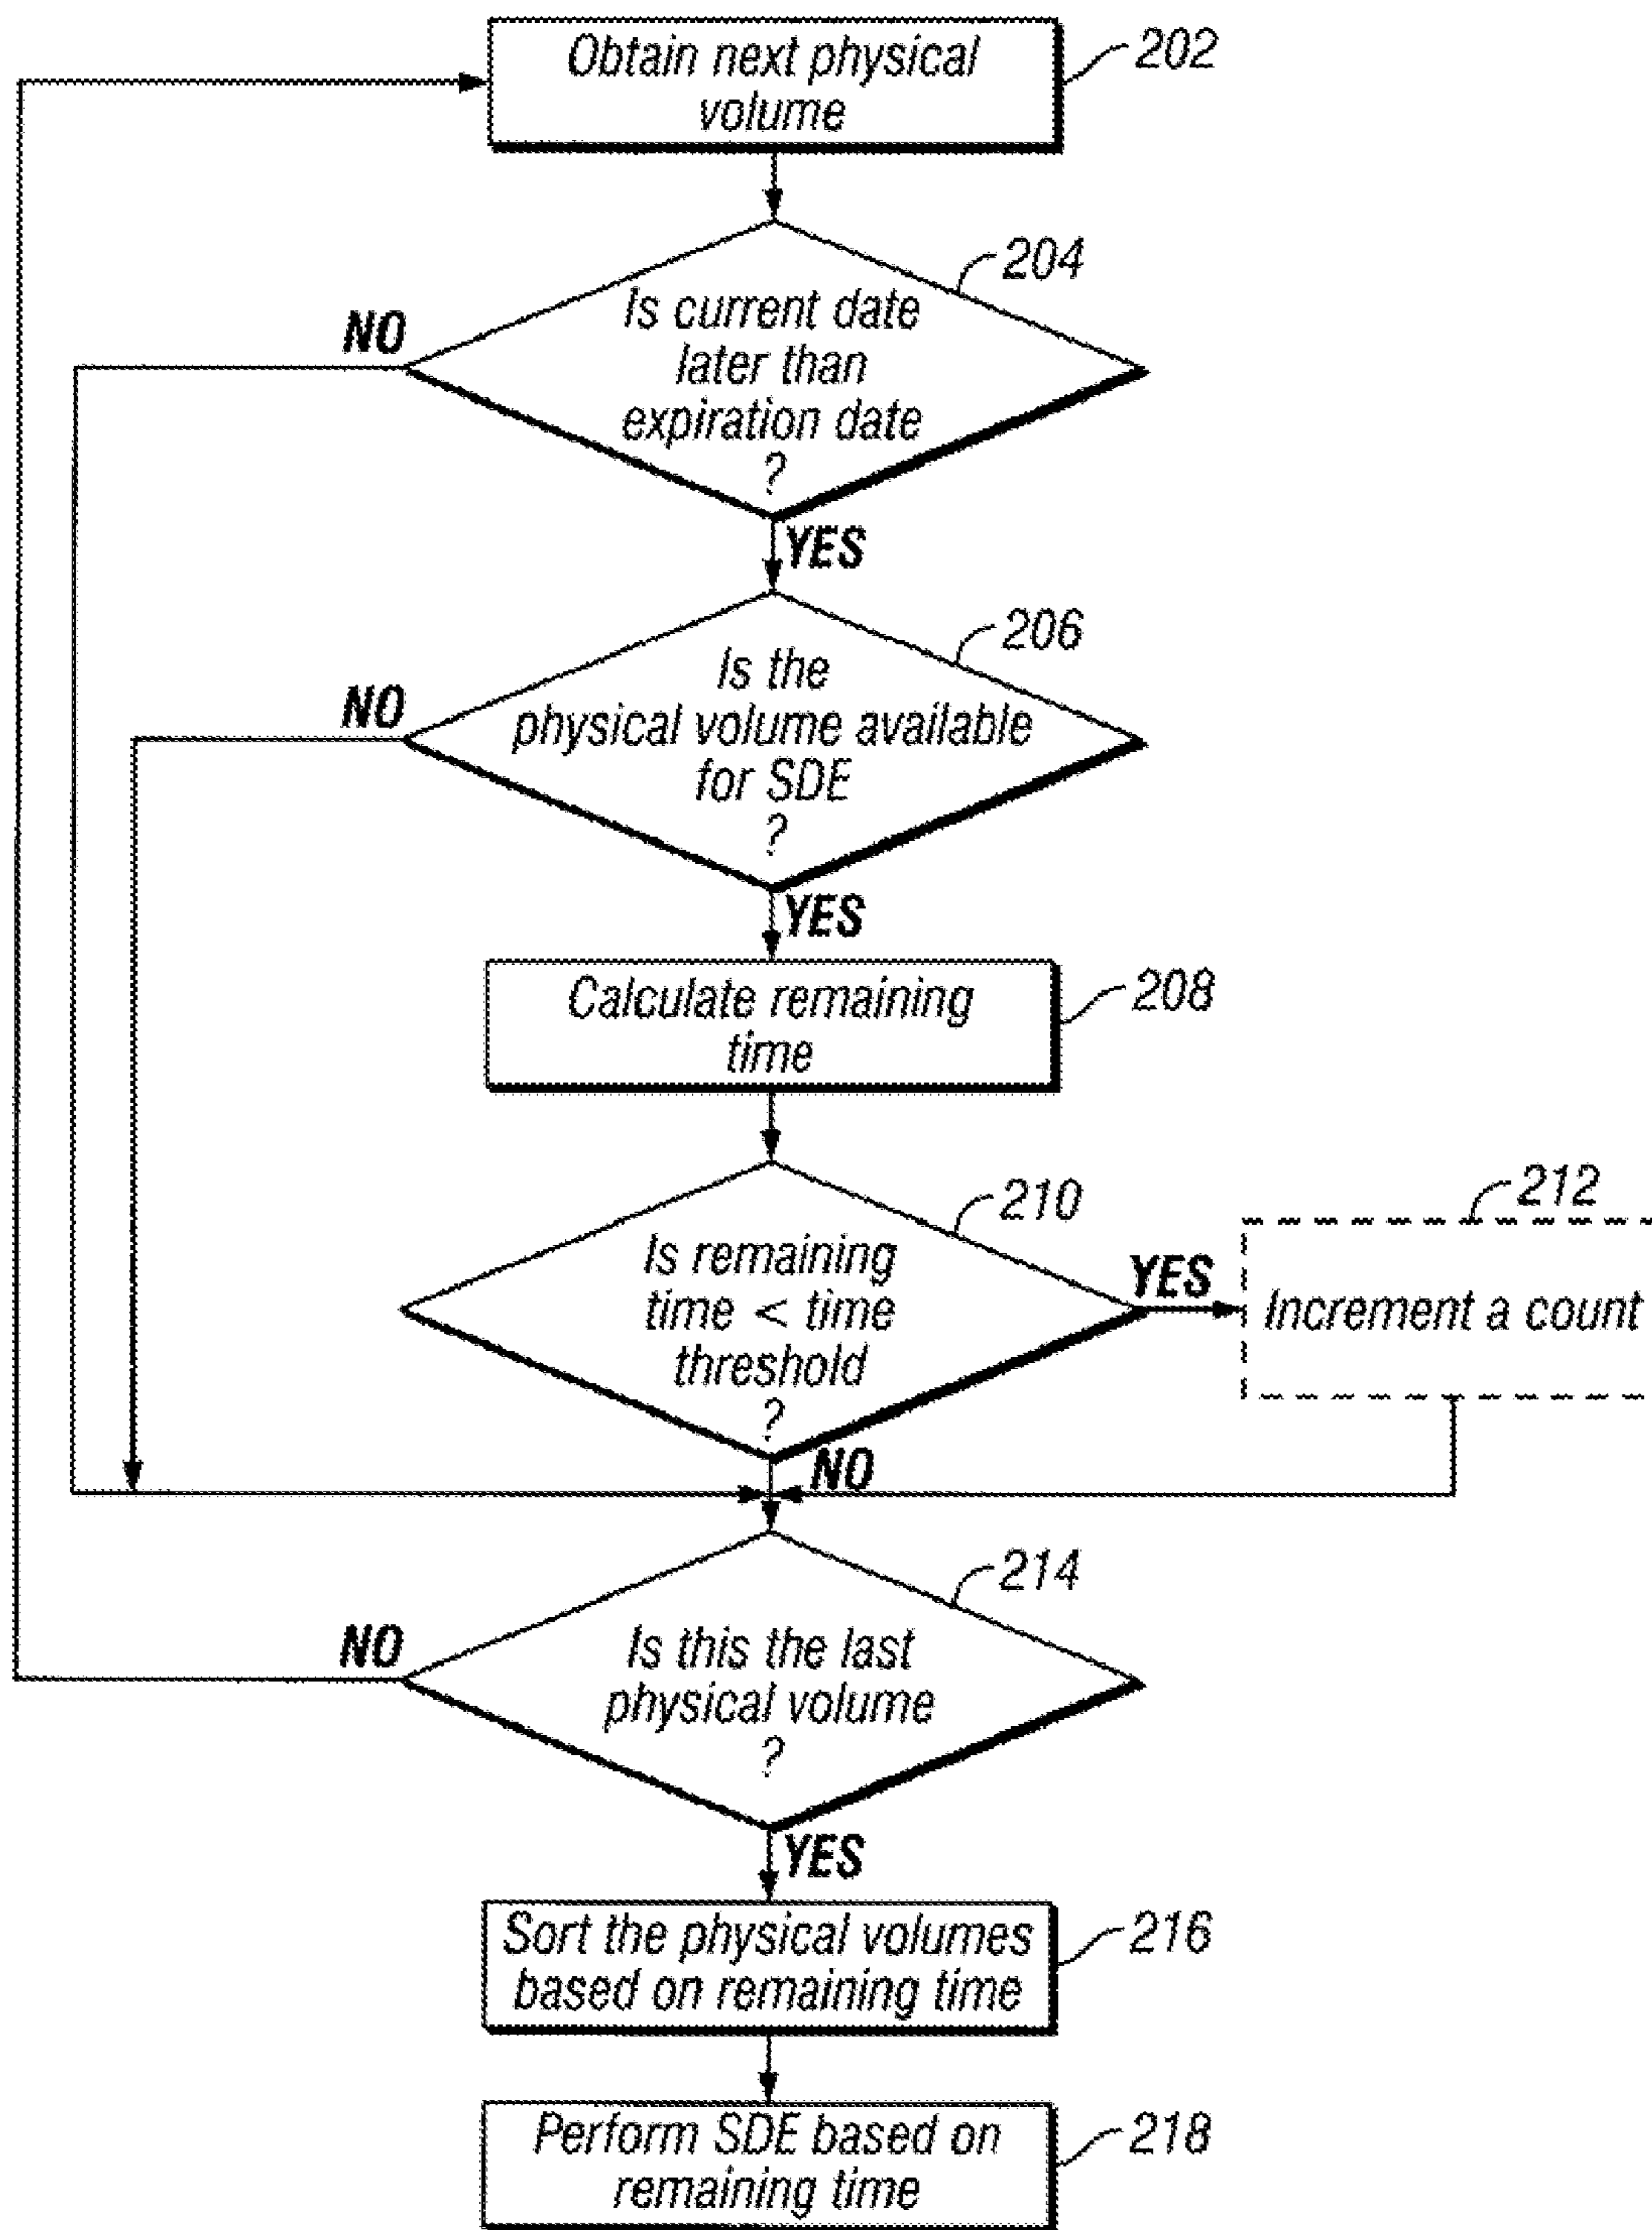 Obtain next physical
volume
202
204
Is current date
later than
expiration date
?
NO
YES
206
Is the
physical volume available
for SDE
?
NO
YES
Calculate remaining
time
208
210
Is remaining
time < time
threshold
?
YES
212
Increment a count
NO
214
Is this the last
physical volume
?
NO
YES
Sort the physical volumes
based on remaining time
216
Perform SDE based on
remaining time
218